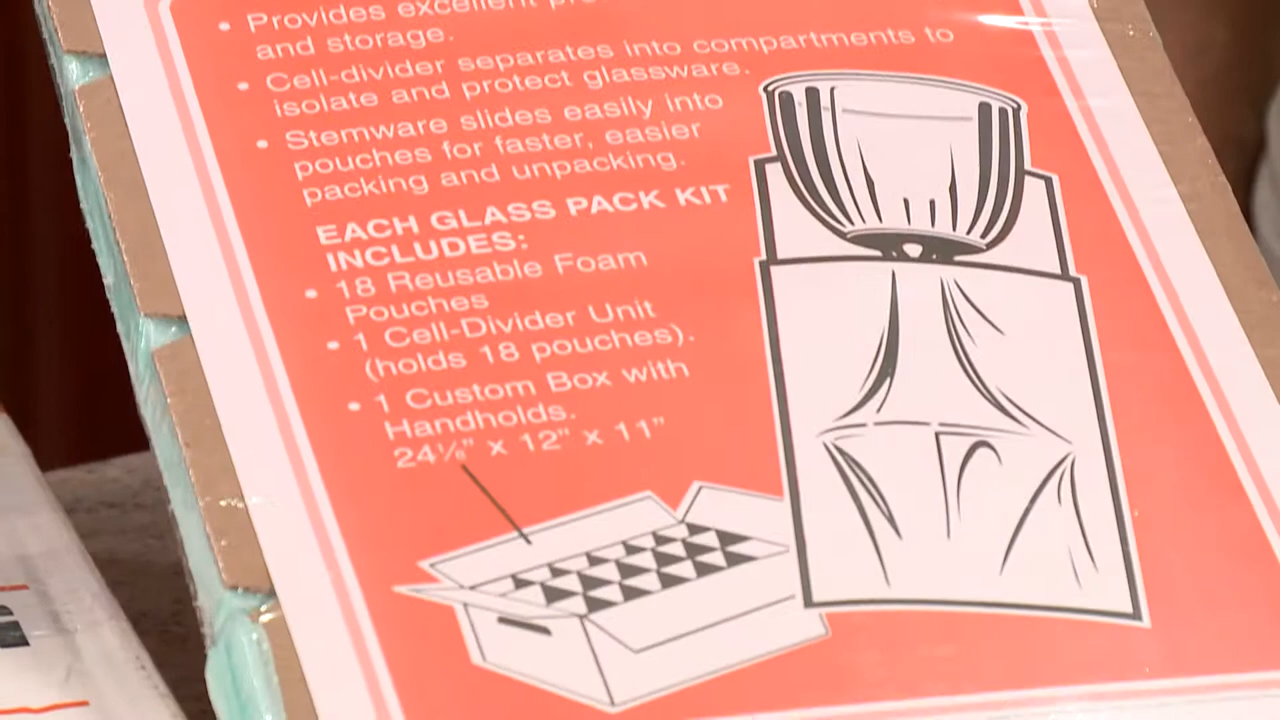 • Provides excellent
and storage.
• Cell-divider separates into compartments to
isolate and protect glassware.
• Stemware slides easily into
pouches for faster, easier
packing and unpacking.
EACH GLASS PACK KIT
INCLUDES:
• 18 Reusable Foam
Pouches
• 1 Cell-Divider Unit
(holds 18 pouches).
• 1 Custom Box with
Handholds.
24⅛" x 12" x 11"